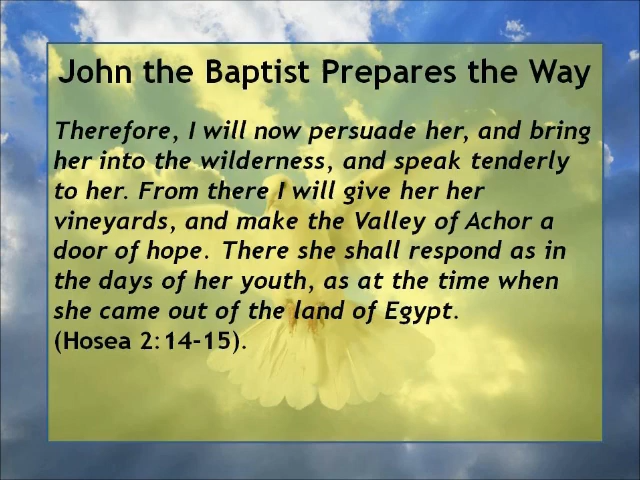 John the Baptist Prepares the Way
Therefore, I will now persuade her, and bring
her into the wilderness, and speak tenderly
to her. From there I will give her her
vineyards, and make the Valley of Achor a
door of hope. There she shall respond as in
the days of her youth, as at the time when
she came out of the land of Egypt.
(Hosea 2:14-15).